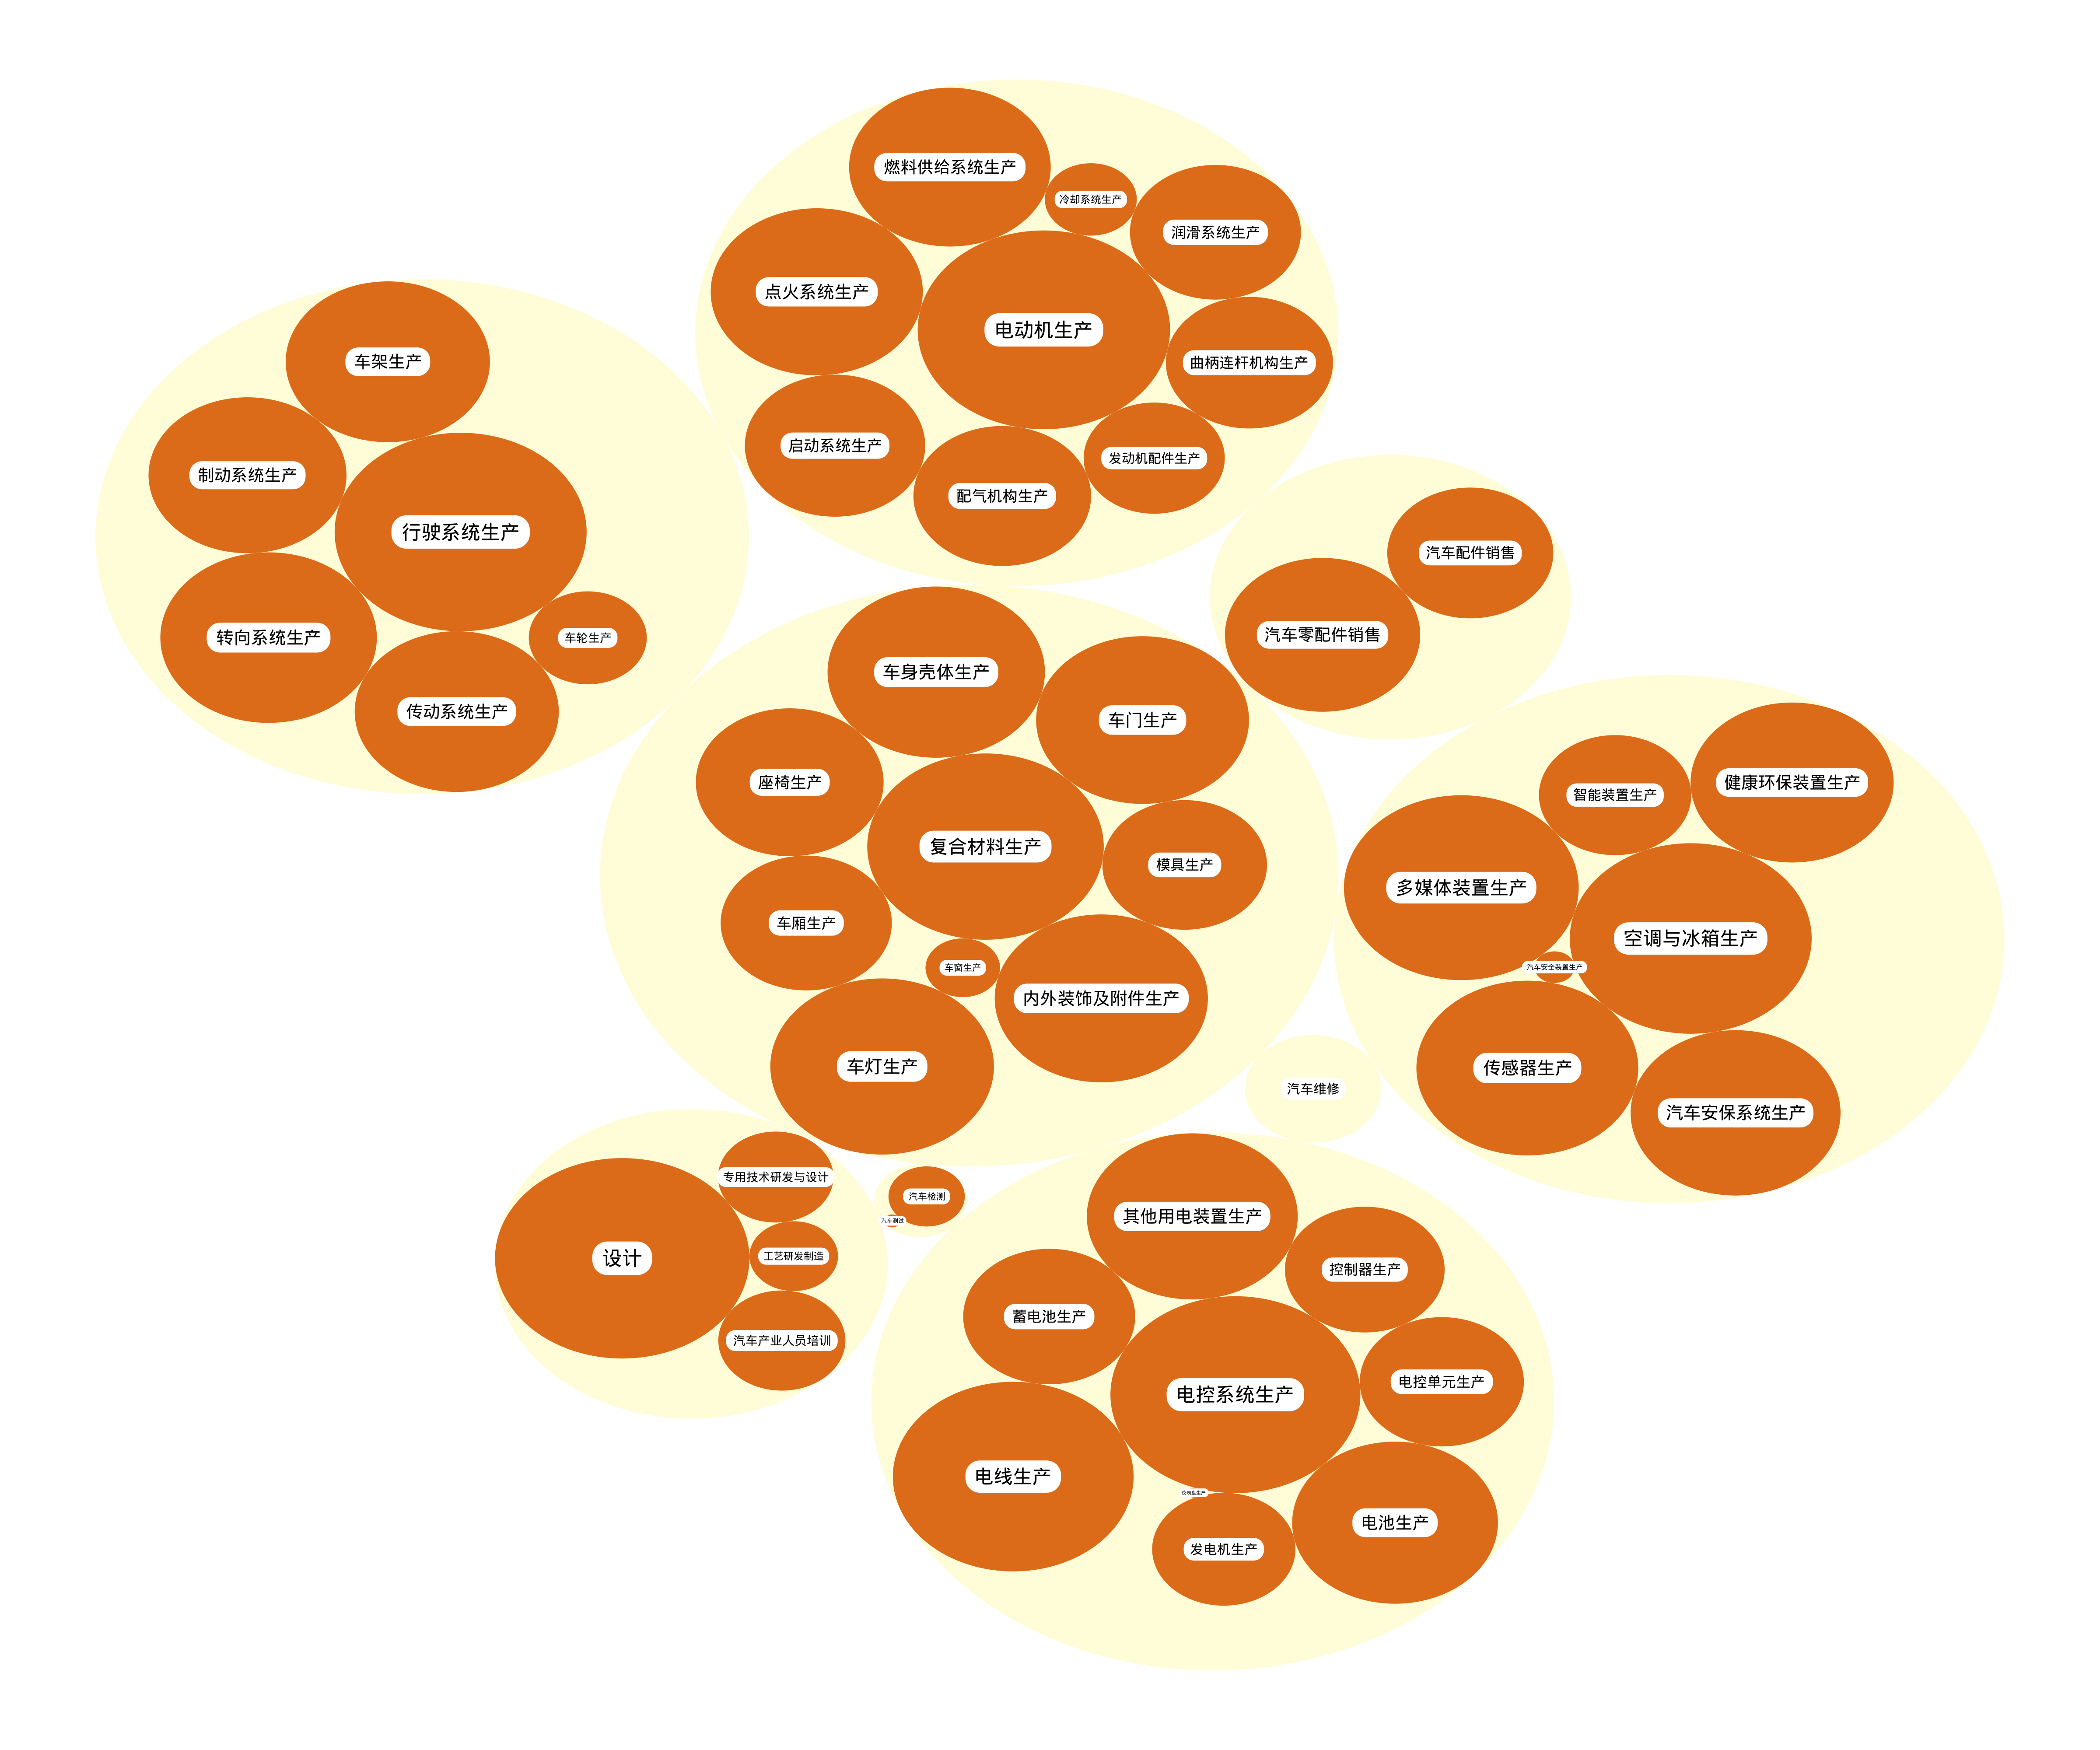 燃料供给系统生产
冷却系统生产
润滑系统生产
点火系统生产
电动机生产
曲柄连杆机构生产
启动系统生产
发动机配件生产
配气机构生产
车架生产
制动系统生产
行驶系统生产
转向系统生产
车轮生产
传动系统生产
汽车配件销售
汽车零配件销售
车身壳体生产
车门生产
座椅生产
复合材料生产
模具生产
车厢生产
车窗生产
内外装饰及附件生产
车灯生产
智能装置生产
健康环保装置生产
多媒体装置生产
空调与冰箱生产
汽车安全装置生产
传感器生产
汽车安保系统生产
汽车维修
专用技术研发与设计
设计
工艺研发制造
汽车产业人员培训
汽车检测
汽车测试
其他用电装置生产
控制器生产
蓄电池生产
电控系统生产
电控单元生产
电线生产
仪表盘生产
电池生产
发电机生产